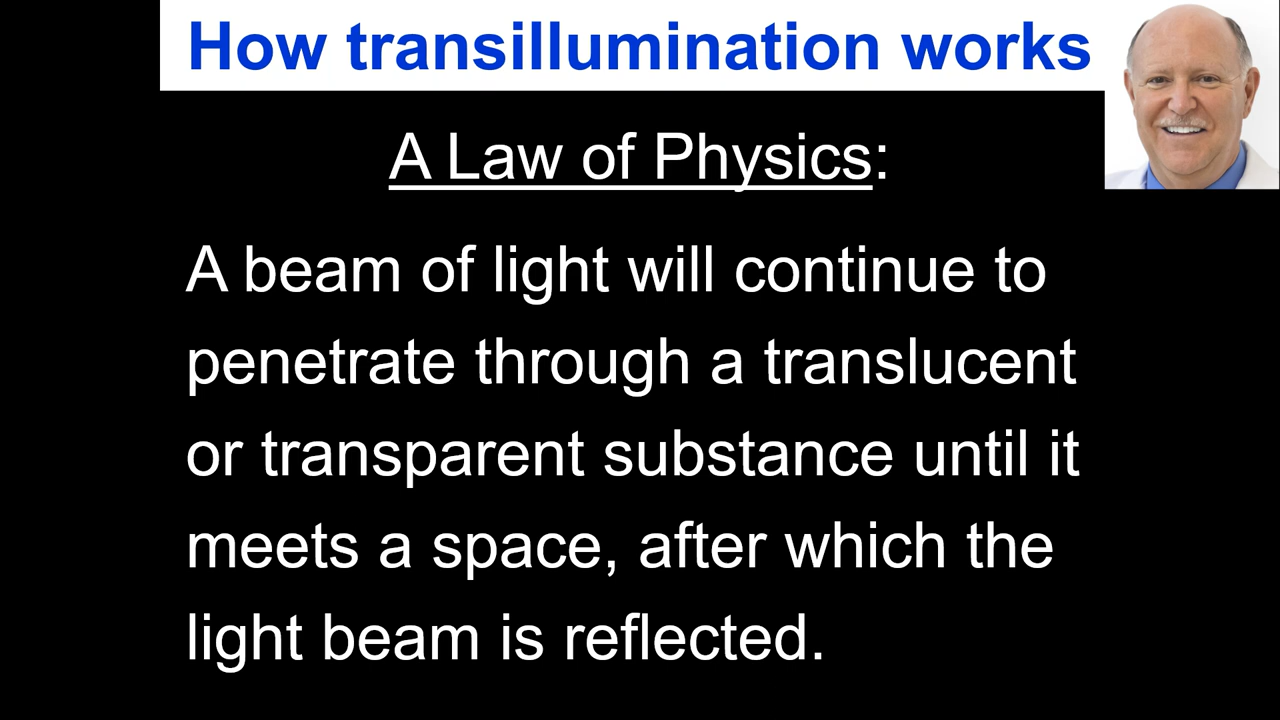 How transillumination works
A Law of Physics:
A beam of light will continue to
penetrate through a translucent
or transparent substance until it
meets a space, after which the
light beam is reflected.